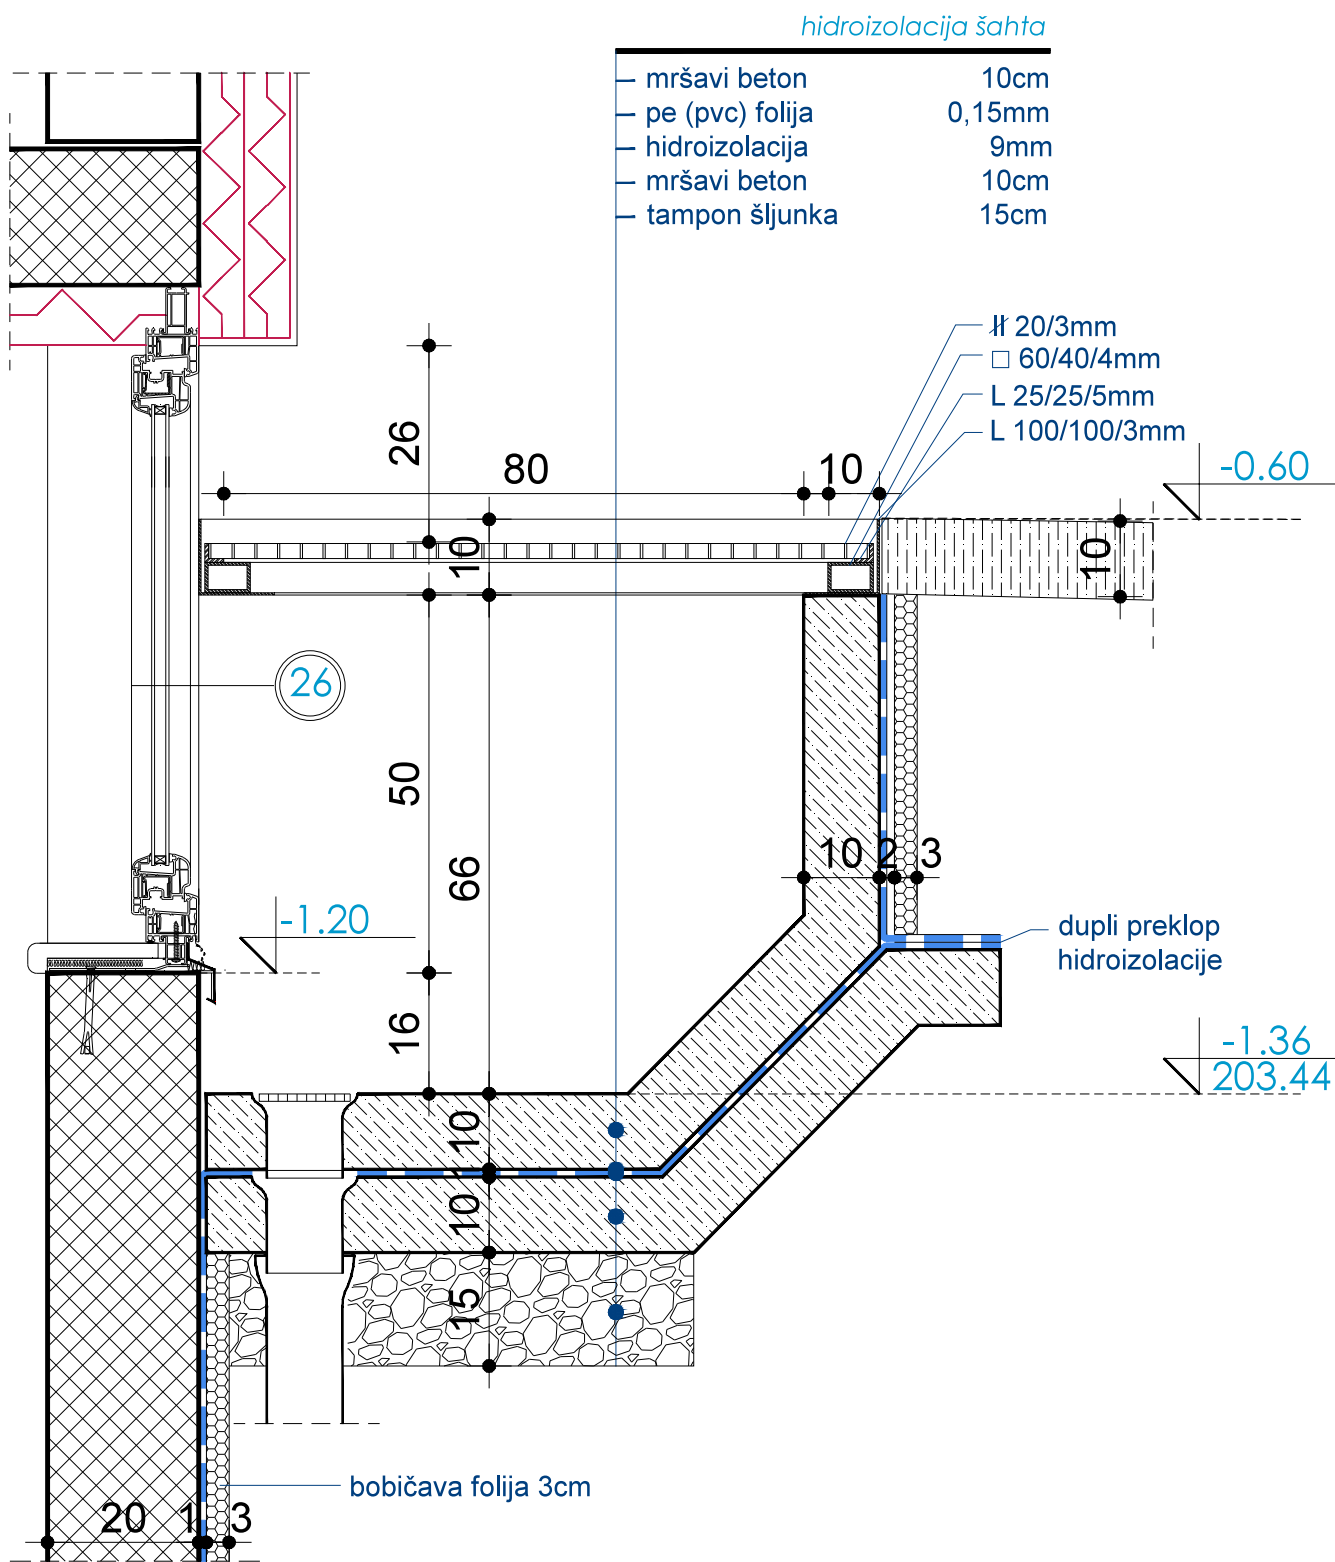 hidroizolacija šahta
mršavi beton 10cm
pe (pvc) folija 0,15mm
hidroizolacija 9mm
mršavi beton 10cm
tampon šljunka 15cm
20/3mm
□ 60/40/4mm
L 25/25/5mm
L 100/100/3mm
26
80
10
-0.60
10
10
26
50
66
10 2 3
-1.20
dupli preklop
hidroizolacije
16
-1.36
203.44
10
1
10
15
bobičava folija 3cm
20 1 3